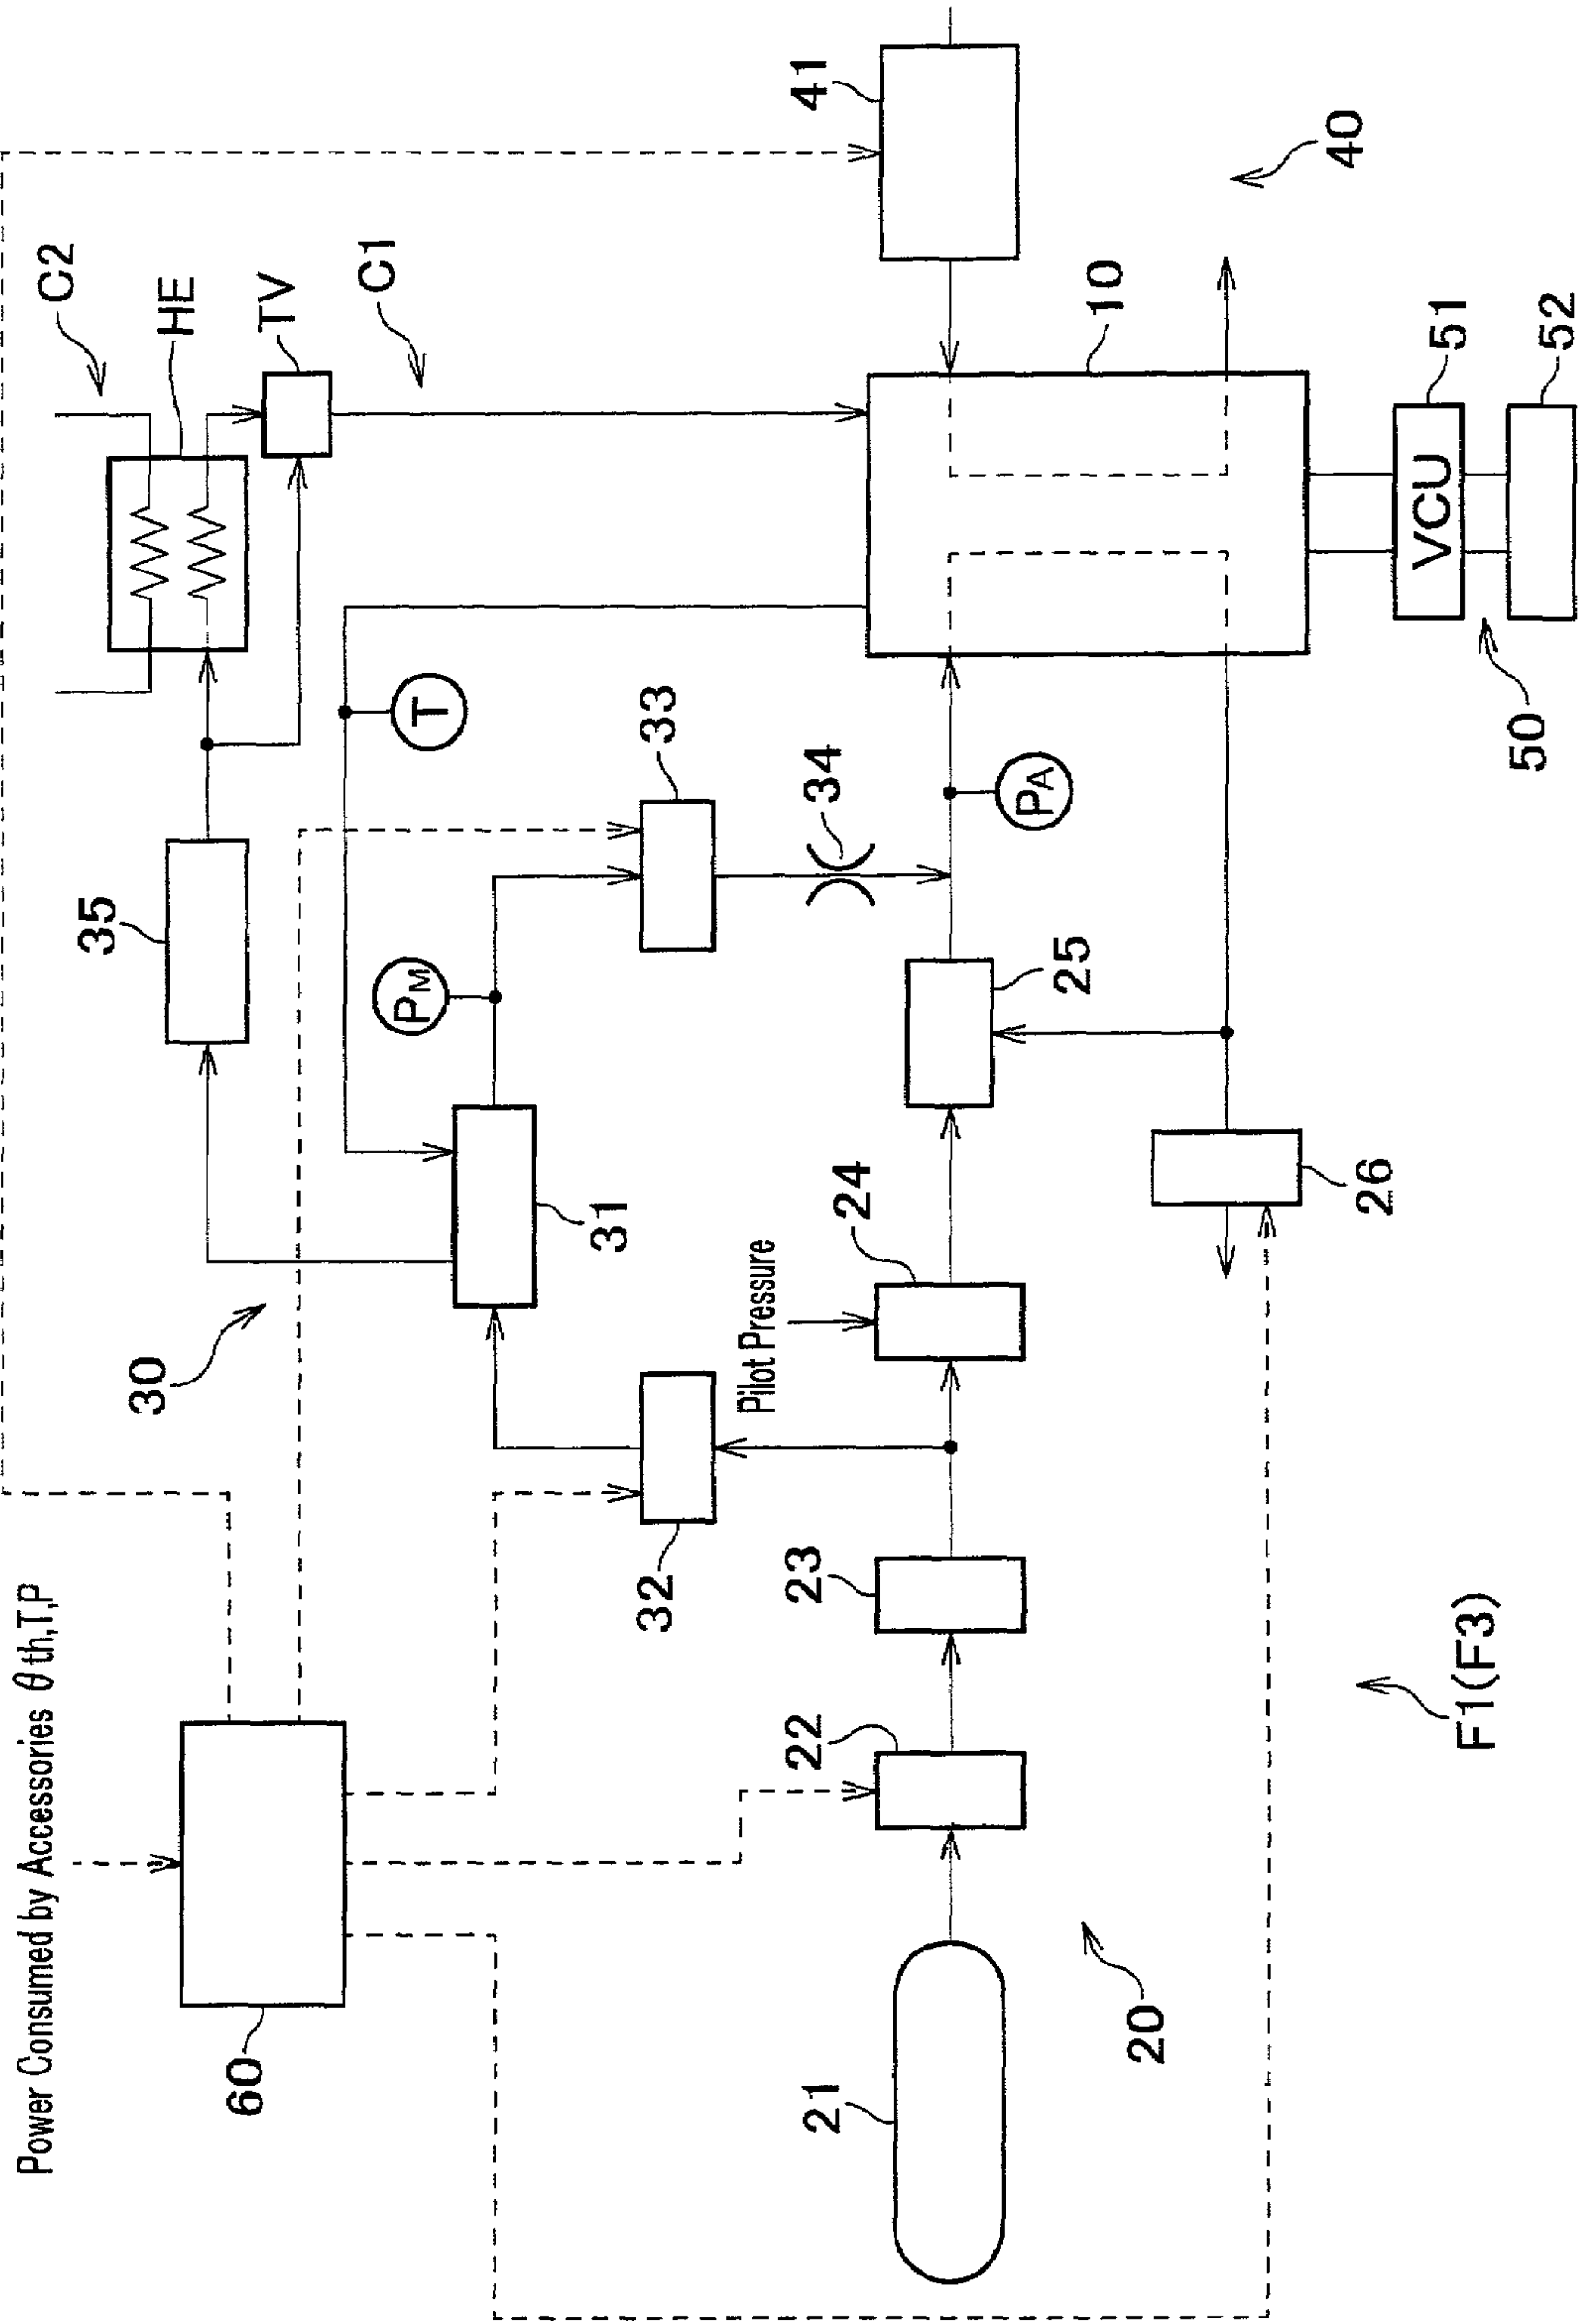 Power Consumed by Accessories θth,T,P
60
30
35
C2
HE
TV
C1
41
40
PM
T
31
32
33
34
Pilot Pressure
21
22
23
24
25
PA
10
20
26
F1(F3)
50
VCU
51
52